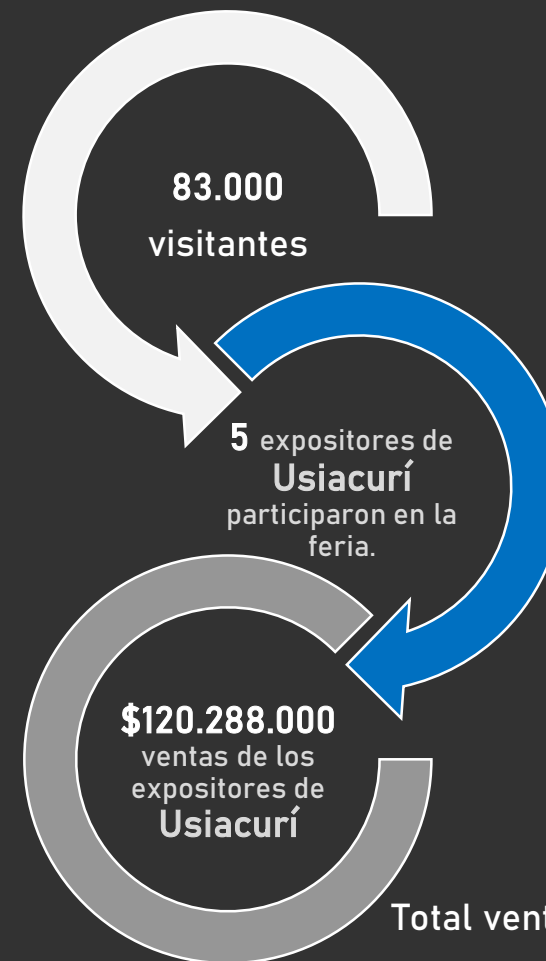 83.000
visitantes
5 expositores de
Usiacurí
participaron en la
feria.
$120.288.000
ventas de los
expositores de
Usiacurí
Total